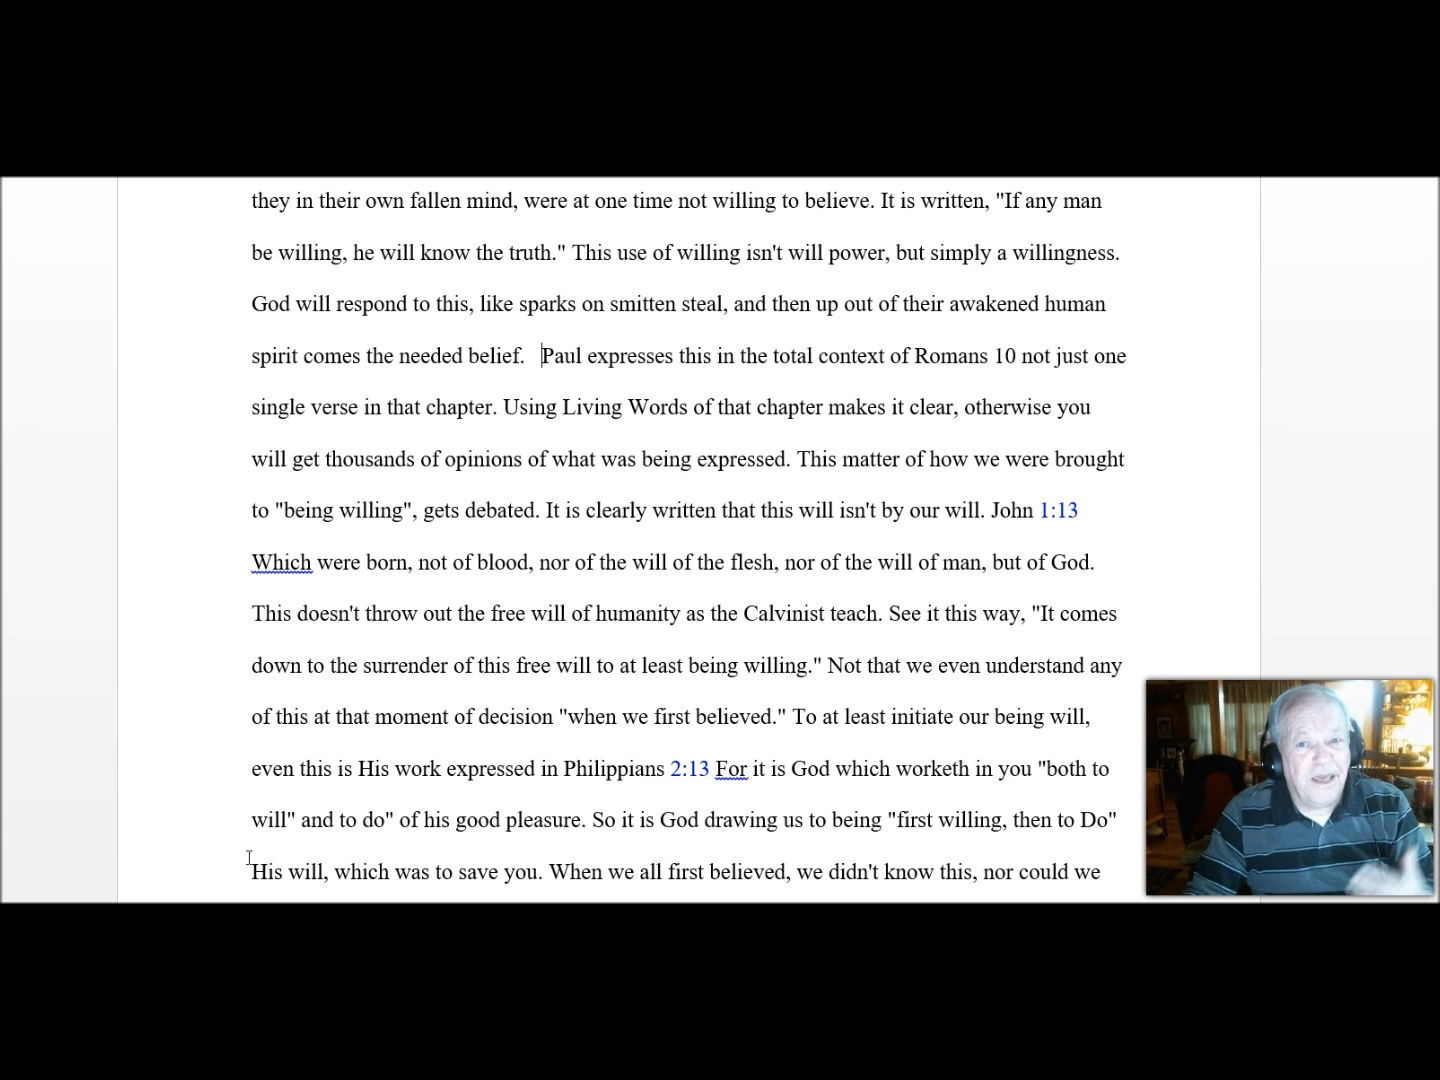 they in their own fallen mind, were at one time not willing to believe. It is written, "If any man
be willing, he will know the truth." This use of willing isn't will power, but simply a willingness.
God will respond to this, like sparks on smitten steal, and then up out of their awakened human
spirit comes the needed belief.   Paul expresses this in the total context of Romans 10 not just one
single verse in that chapter. Using Living Words of that chapter makes it clear, otherwise you
will get thousands of opinions of what was being expressed. This matter of how we were brought
to "being willing", gets debated. It is clearly written that this will isn't by our will. John 1:13
Which were born, not of blood, nor of the will of the flesh, nor of the will of man, but of God.
This doesn't throw out the free will of humanity as the Calvinist teach. See it this way, "It comes
down to the surrender of this free will to at least being willing." Not that we even understand any
of this at that moment of decision "when we first believed." To at least initiate our being will,
even this is His work expressed in Philippians 2:13 For it is God which worketh in you "both to
will" and to do" of his good pleasure. So it is God drawing us to being "first willing, then to Do"
His will, which was to save you. When we all first believed, we didn't know this, nor could we